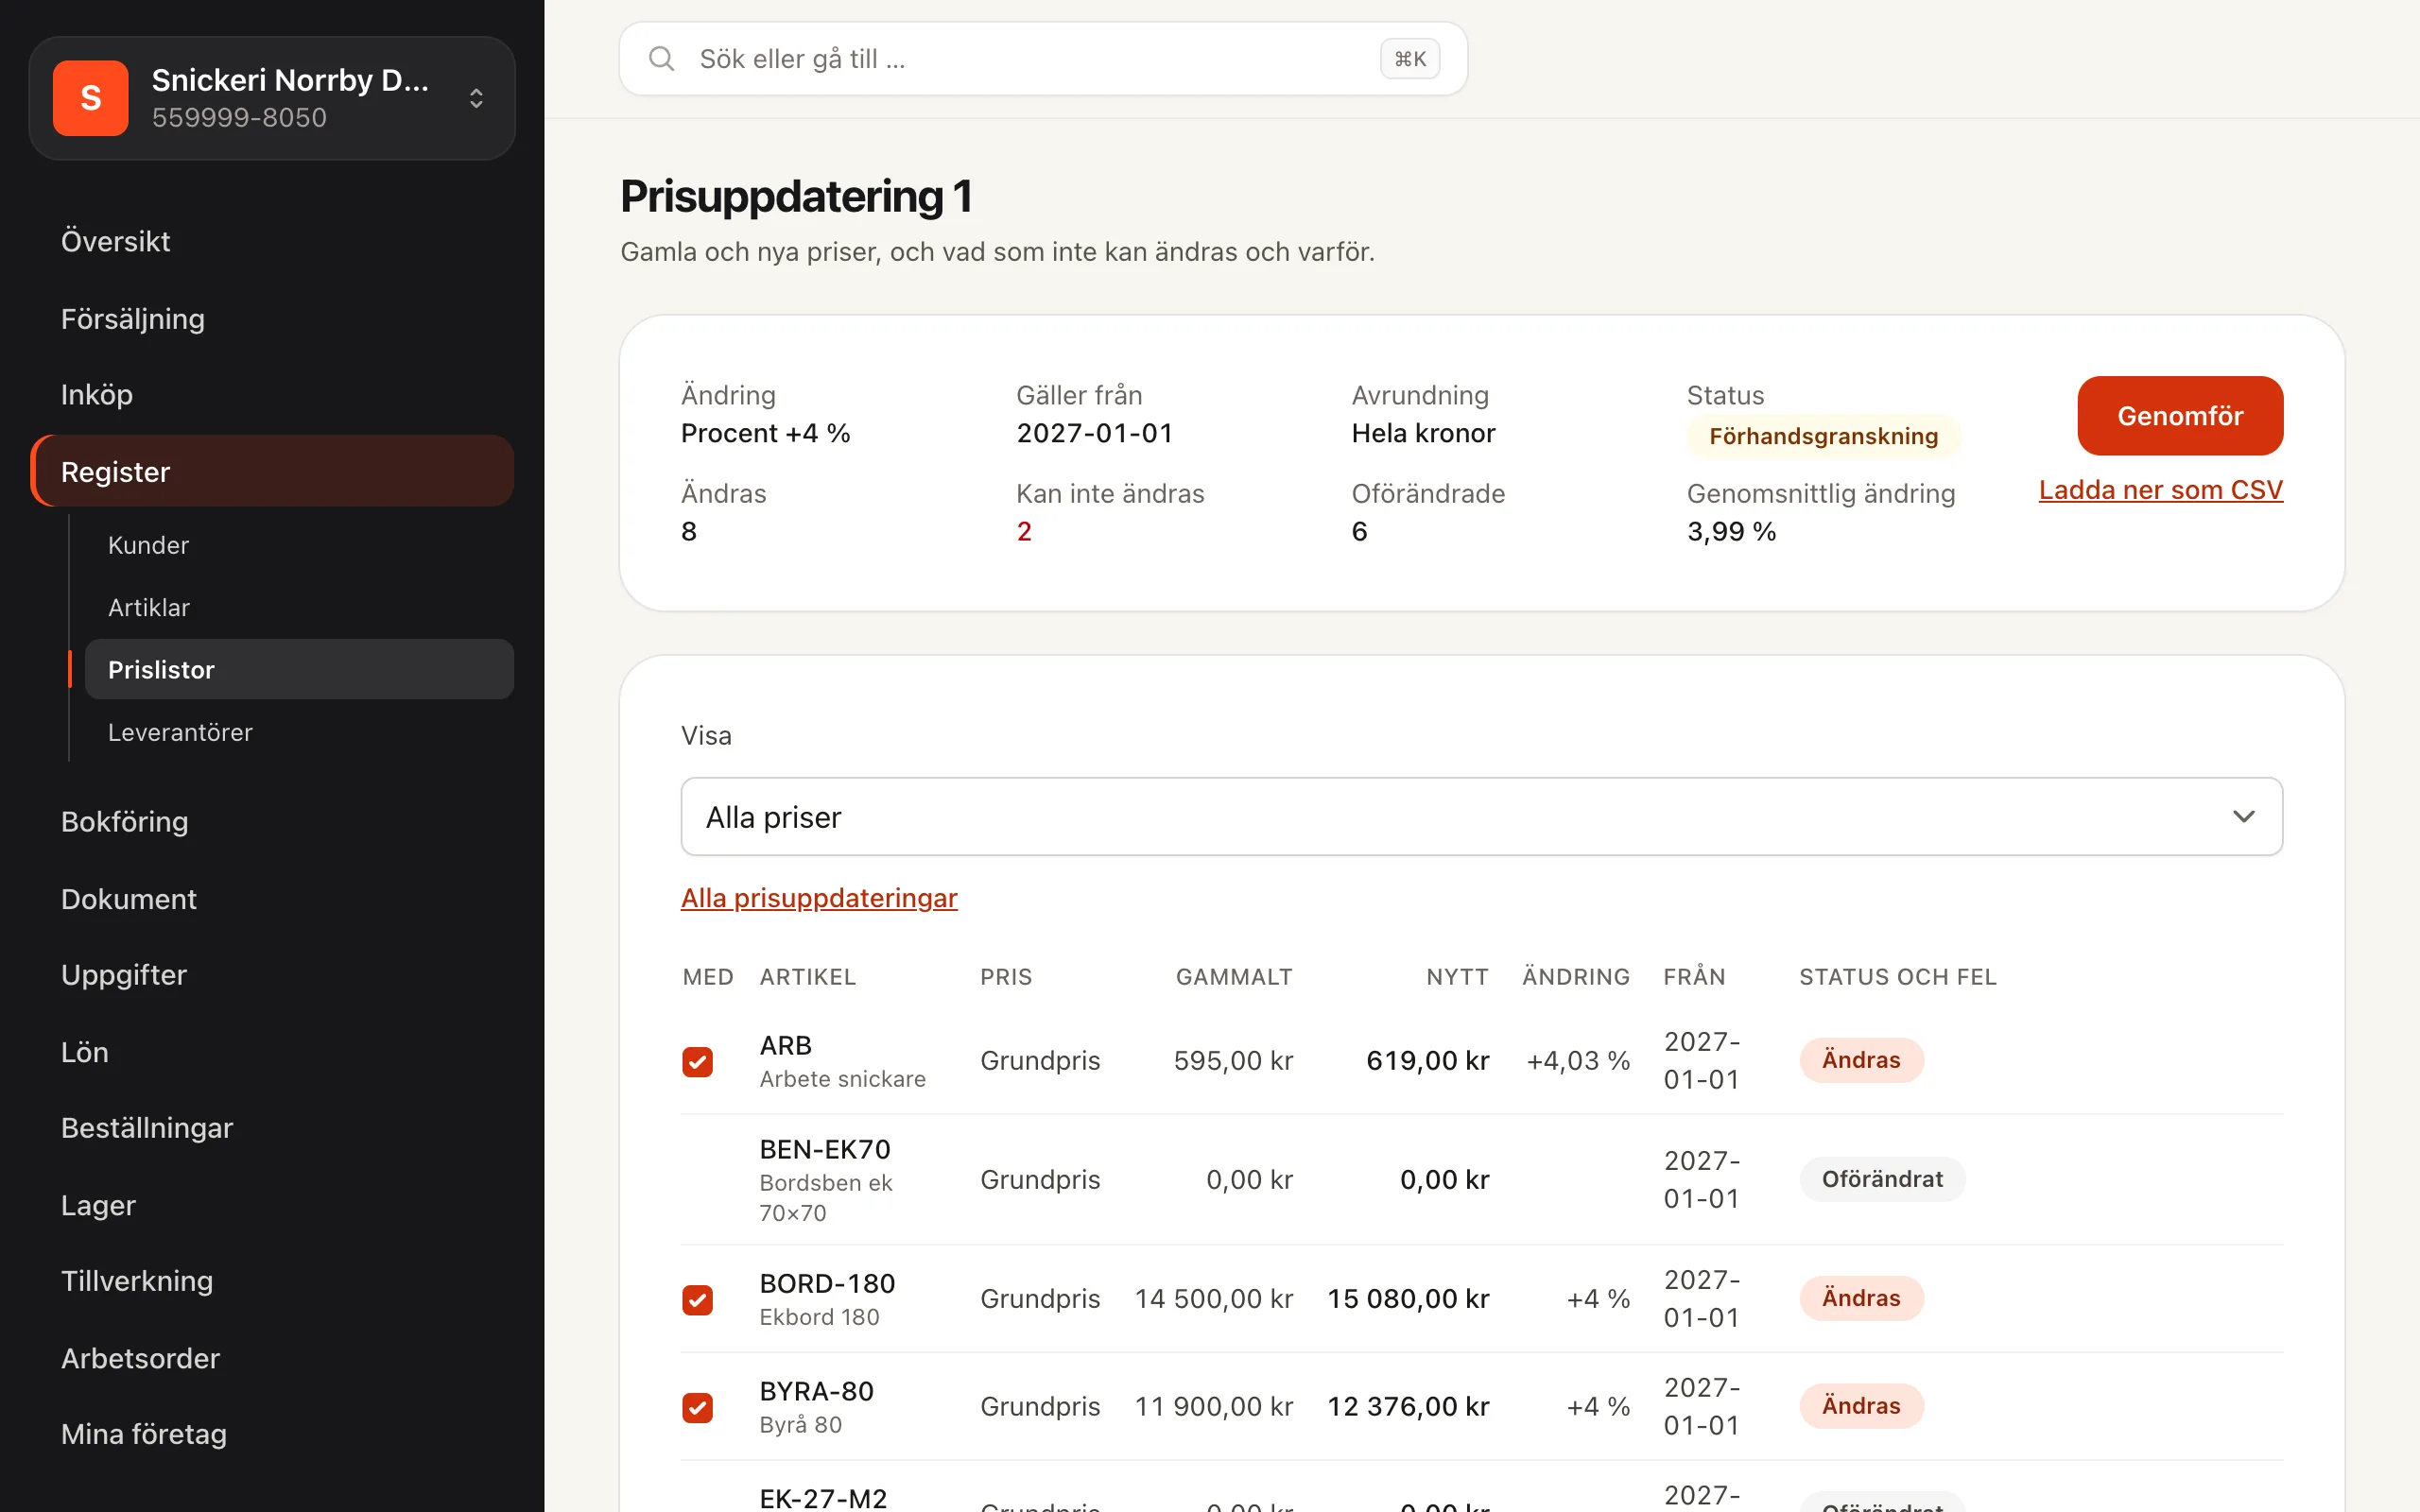 S
Snickeri Norrby D...
559999-8050
Översikt
Försäljning
Inköp
Register
Kunder
Artiklar
Prislistor
Leverantörer
Bokföring
Dokument
Uppgifter
Lön
Beställningar
Lager
Tillverkning
Arbetsorder
Mina företag
Sök eller gå till ...
⌘K
Prisuppdatering 1
Gamla och nya priser, och vad som inte kan ändras och varför.
Ändring
Procent +4 %
Gäller från
2027-01-01
Avrundning
Hela kronor
Status
Förhandsgranskning
Genomför
Ändras
8
Kan inte ändras
2
Oförändrade
6
Genomsnittlig ändring
3,99 %
Ladda ner som CSV
Visa
Alla priser
Alla prisuppdateringar
MED ARTIKEL PRIS GAMMALT NYTT ÄNDRING FRÅN STATUS OCH FEL
ARB
Arbete snickare
Grundpris 595,00 kr 619,00 kr +4,03 %
2027-
01-01
Ändras
BEN-EK70
Bordsben ek
70×70
Grundpris 0,00 kr 0,00 kr
2027-
01-01
Oförändrat
BORD-180
Ekbord 180
Grundpris 14 500,00 kr 15 080,00 kr +4 %
2027-
01-01
Ändras
BYRA-80
Byrå 80
Grundpris 11 900,00 kr 12 376,00 kr +4 %
2027-
01-01
Ändras
EK-27-M2
Grundpris 0,00 kr 0,00 kr
2027-
Oförändrat